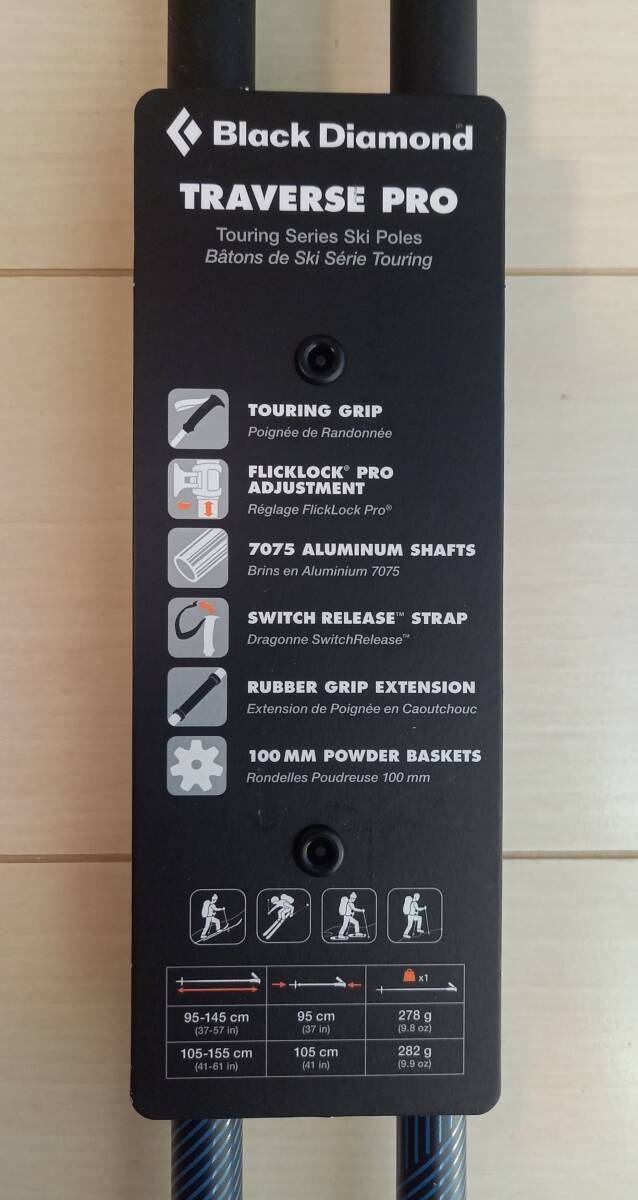 Black Diamond
TRAVERSE PRO
Touring Series Ski Poles
Bâtons de Ski Série Touring
TOURING GRIP
Poignée de Randonnée
FLICKLOCK® PRO
ADJUSTMENT
Réglage FlickLock Pro®
7075 ALUMINUM SHAFTS
Brins en Aluminium 7075
SWITCH RELEASE™ STRAP
Dragonne SwitchRelease™
RUBBER GRIP EXTENSION
Extension de Poignée en Caoutchouc
100 MM POWDER BASKETS
Rondelles Poudreuse 100 mm
x1
95-145 cm 95 cm 278 g
(37-57 in) (37 in) (9.8 oz)
105-155 cm 105 cm 282 g
(41-61 in) (41 in) (9.9 oz)